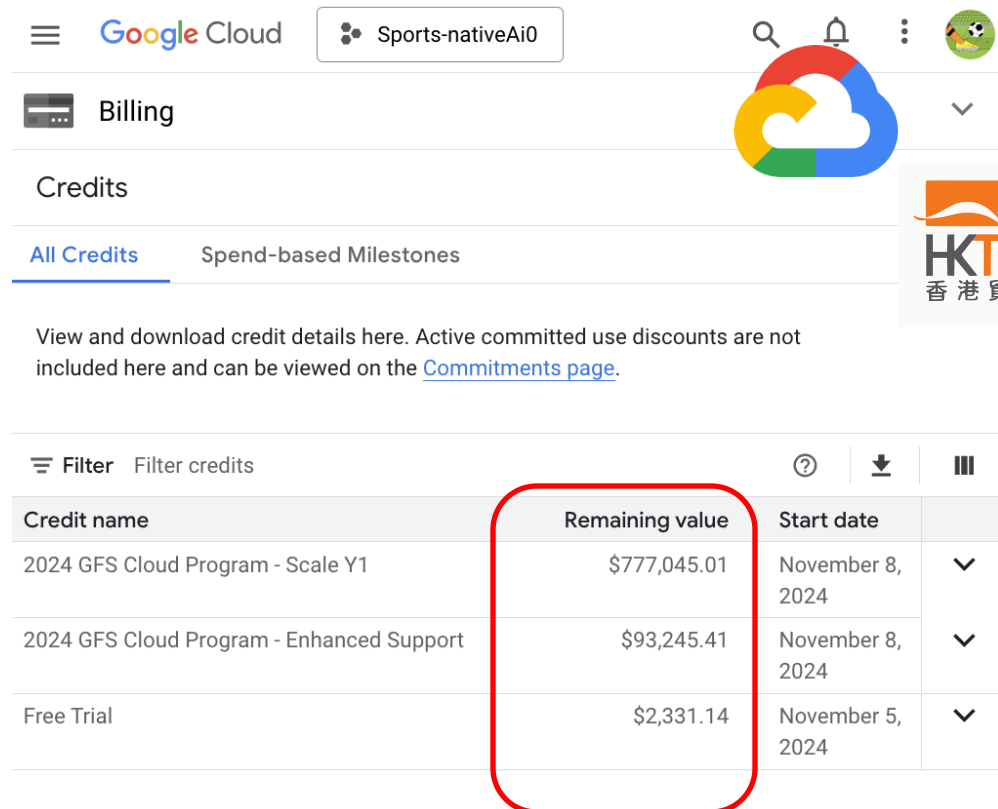 Google Cloud
Sports-nativeAi0
Billing
Credits
All Credits
Spend-based Milestones
HKT
香港
View and download credit details here. Active committed use discounts are not
included here and can be viewed on the Commitments page.
Filter
Filter credits
Credit name
Remaining value
Start date
2024 GFS Cloud Program - Scale Y1
$777,045.01
November 8,
2024
2024 GFS Cloud Program - Enhanced Support
$93,245.41
November 8,
2024
Free Trial
$2,331.14
November 5,
2024